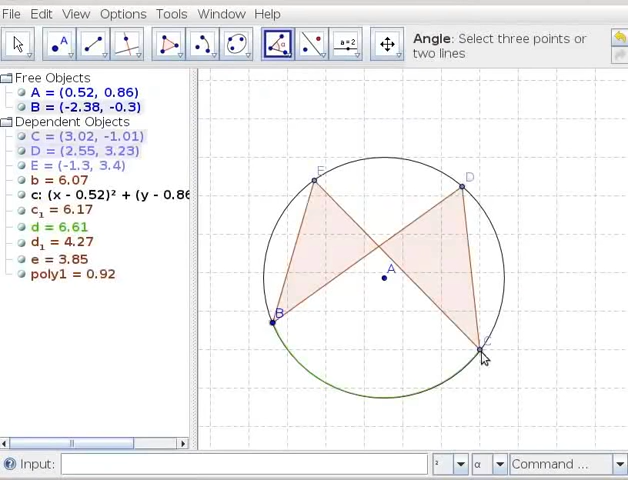 File Edit View Options Tools Window Help
A
a=2
Angle: Select three points or
two lines
Free Objects
A = (0.52, 0.86)
B = (-2.38, -0.3)
Dependent Objects
C = (3.02, -1.01)
D = (2.55, 3.23)
E = (-1.3, 3.4)
b = 6.07
c: (x - 0.52)² + (y - 0.86
c₁ = 6.17
d = 6.61
d₁ = 4.27
e = 3.85
poly1 = 0.92
E
D
A
B
C
Input:
²
α
Command ...